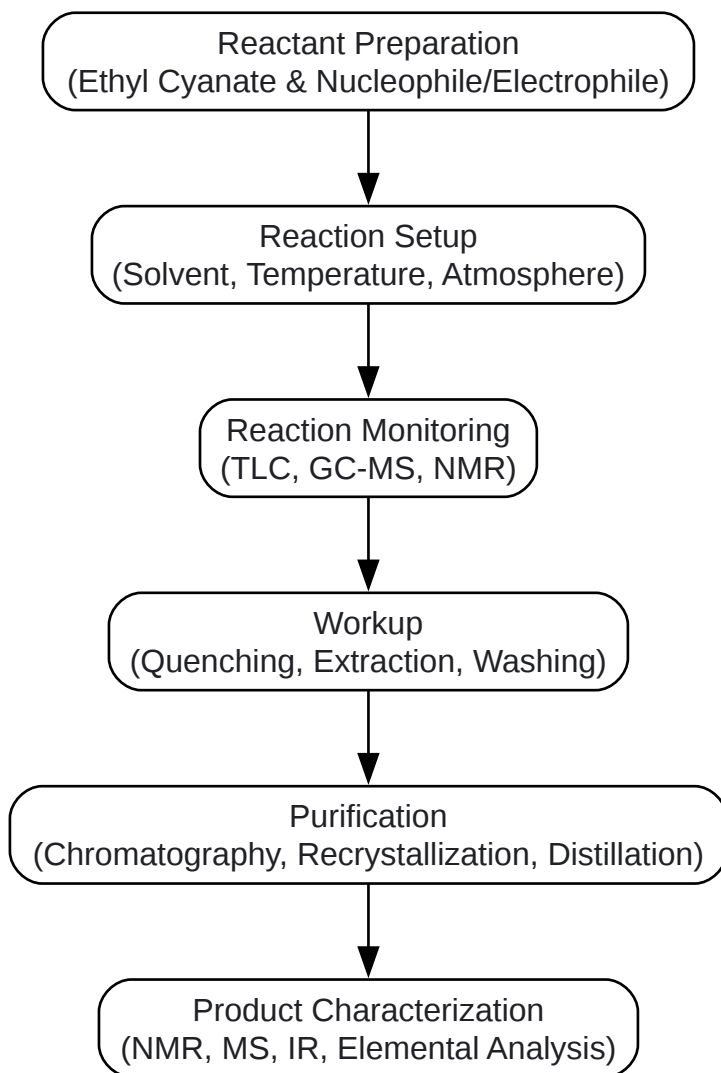 Reactant Preparation
(Ethyl Cyanate & Nucleophile/Electrophile)
Reaction Setup
(Solvent, Temperature, Atmosphere)
Reaction Monitoring
(TLC, GC-MS, NMR)
Workup
(Quenching, Extraction, Washing)
Purification
(Chromatography, Recrystallization, Distillation)
Product Characterization
(NMR, MS, IR, Elemental Analysis)